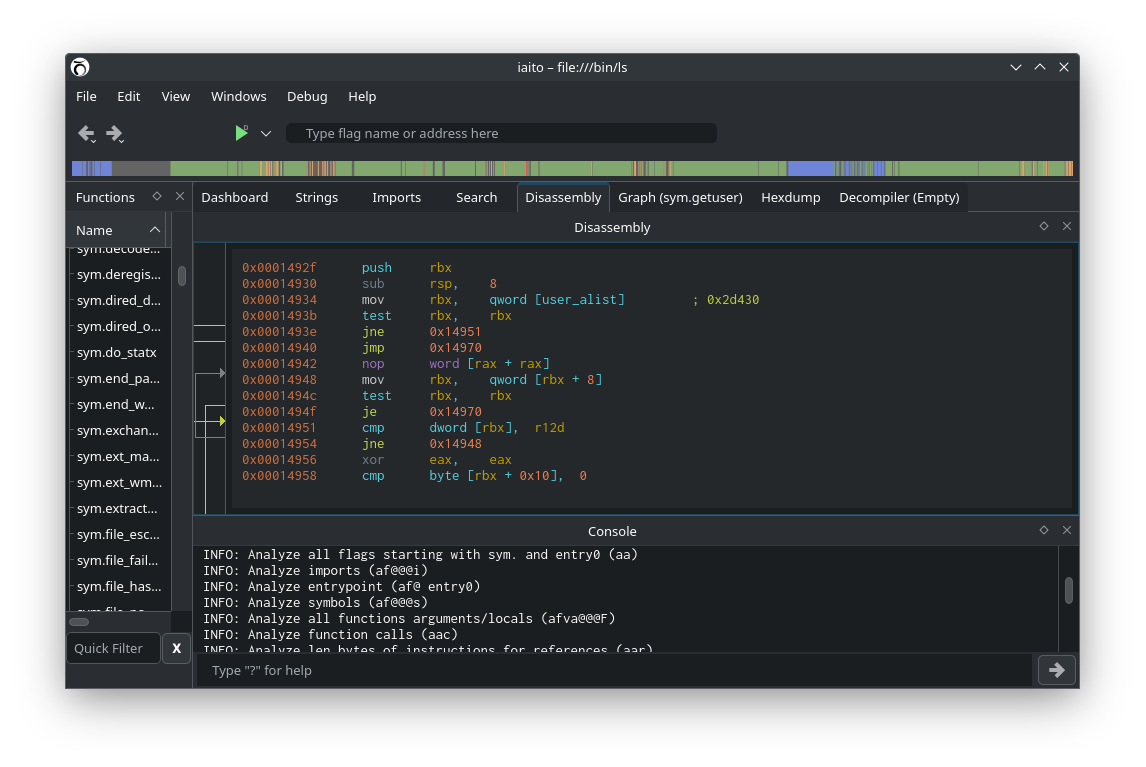 iaito – file:///bin/ls
File Edit View Windows Debug Help
Type flag name or address here
Functions
Name
sym.decode...
sym.deregis...
sym.dired_d...
sym.dired_o...
sym.do_statx
sym.end_pa...
sym.end_w...
sym.exchan...
sym.ext_ma...
sym.ext_wm...
sym.extract...
sym.file_esc...
sym.file_fail...
sym.file_has...
Quick Filter X
Dashboard Strings Imports Search Disassembly Graph (sym.getuser) Hexdump Decompiler (Empty)
Disassembly
0x0001492f push rbx
0x00014930 sub rsp, 8
0x00014934 mov rbx, qword [user_alist] ; 0x2d430
0x0001493b test rbx, rbx
0x0001493e jne 0x14951
0x00014940 jmp 0x14970
0x00014942 nop word [rax + rax]
0x00014948 mov rbx, qword [rbx + 8]
0x0001494c test rbx, rbx
0x0001494f je 0x14970
0x00014951 cmp dword [rbx], r12d
0x00014954 jne 0x14948
0x00014956 xor eax, eax
0x00014958 cmp byte [rbx + 0x10], 0
Console
INFO: Analyze all flags starting with sym. and entry0 (aa)
INFO: Analyze imports (af@@@i)
INFO: Analyze entrypoint (af@ entry0)
INFO: Analyze symbols (af@@@s)
INFO: Analyze all functions arguments/locals (afva@@@F)
INFO: Analyze function calls (aac)
INFO: Analyze len bytes of instructions for references (aar)
Type "?" for help